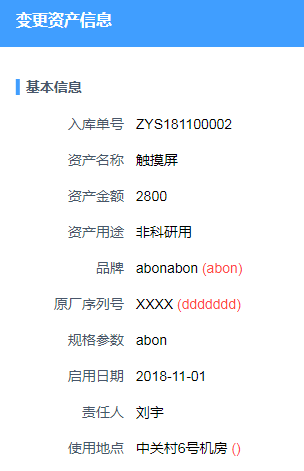 变更资产信息
基本信息
入库单号 ZYS181100002
资产名称 触摸屏
资产金额 2800
资产用途 非科研用
品牌 abonabon (abon)
原厂序列号 XXXX (ddddddd)
规格参数 abon
启用日期 2018-11-01
责任人 刘宇
使用地点 中关村6号机房 ()